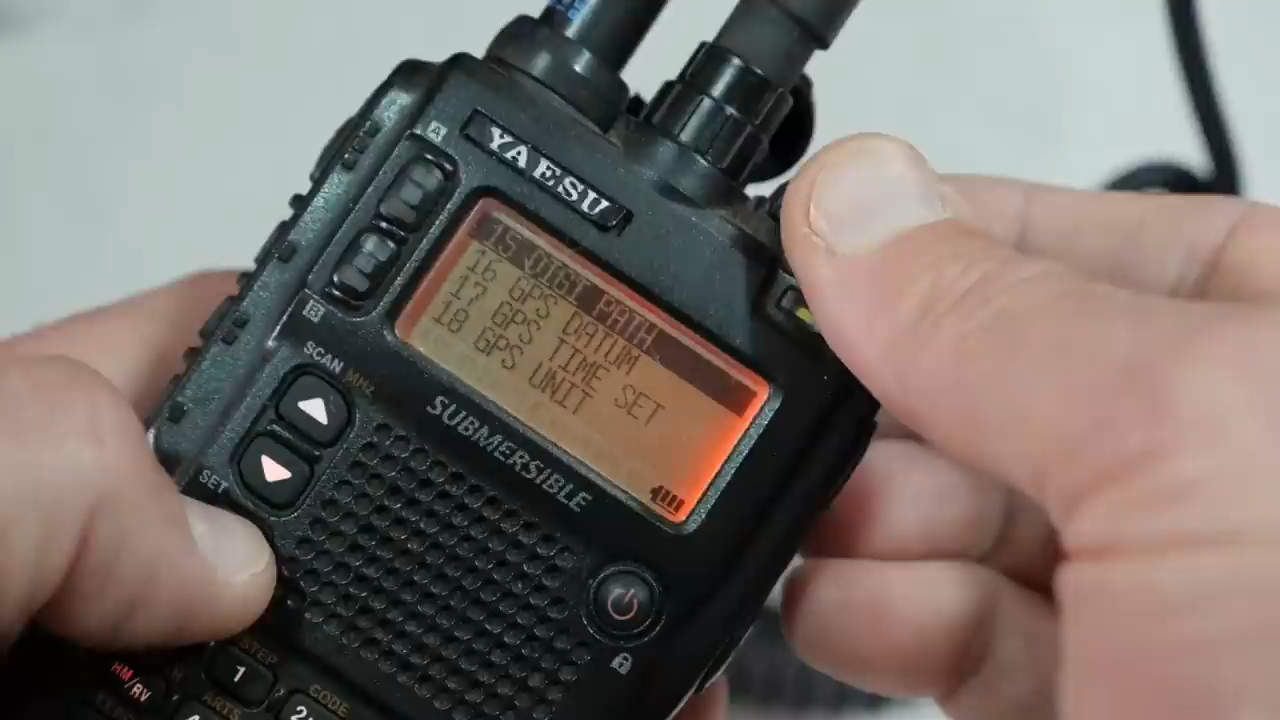 A
YAESU
15 DIGI PATH
16 GPS DATUM
17 GPS TIME SET
18 GPS UNIT
B
SCAN MHz
SUBMERSIBLE
SET
STEP
HM/RV
1
CODE
ARTS
2